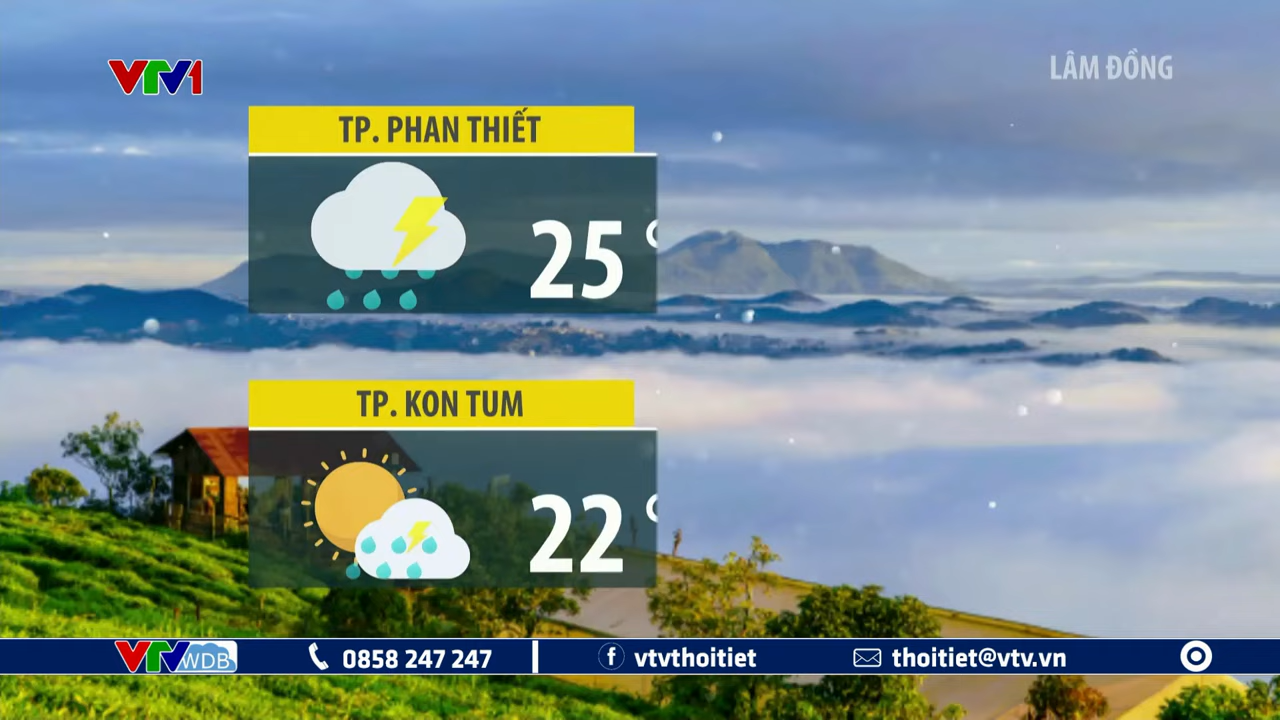 VTV1
LÂM ĐỒNG
TP. PHAN THIẾT
25°
TP. KON TUM
22°
VTV WDB
0858 247 247
vtvthoitiet
thoitiet@vtv.vn